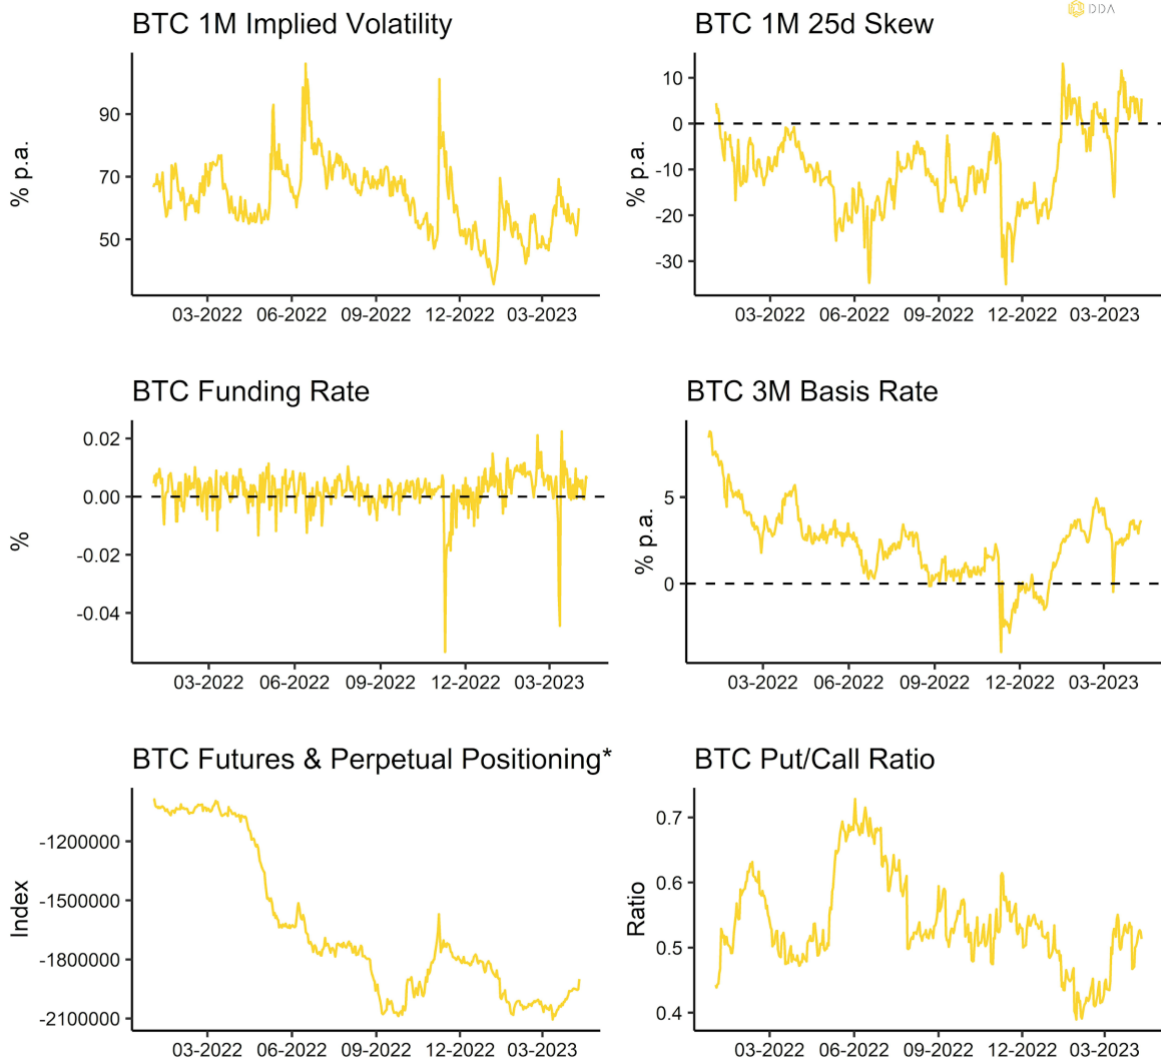 DDA
BTC 1M Implied Volatility
% p.a.
90
70
50
03-2022 06-2022 09-2022 12-2022 03-2023
BTC 1M 25d Skew
% p.a.
10
0
-10
-20
-30
03-2022 06-2022 09-2022 12-2022 03-2023
BTC Funding Rate
%
0.02
0.00
-0.02
-0.04
03-2022 06-2022 09-2022 12-2022 03-2023
BTC 3M Basis Rate
% p.a.
5
0
03-2022 06-2022 09-2022 12-2022 03-2023
BTC Futures & Perpetual Positioning*
Index
-1200000
-1500000
-1800000
-2100000
03-2022 06-2022 09-2022 12-2022 03-2023
BTC Put/Call Ratio
Ratio
0.7
0.6
0.5
0.4
03-2022 06-2022 09-2022 12-2022 03-2023